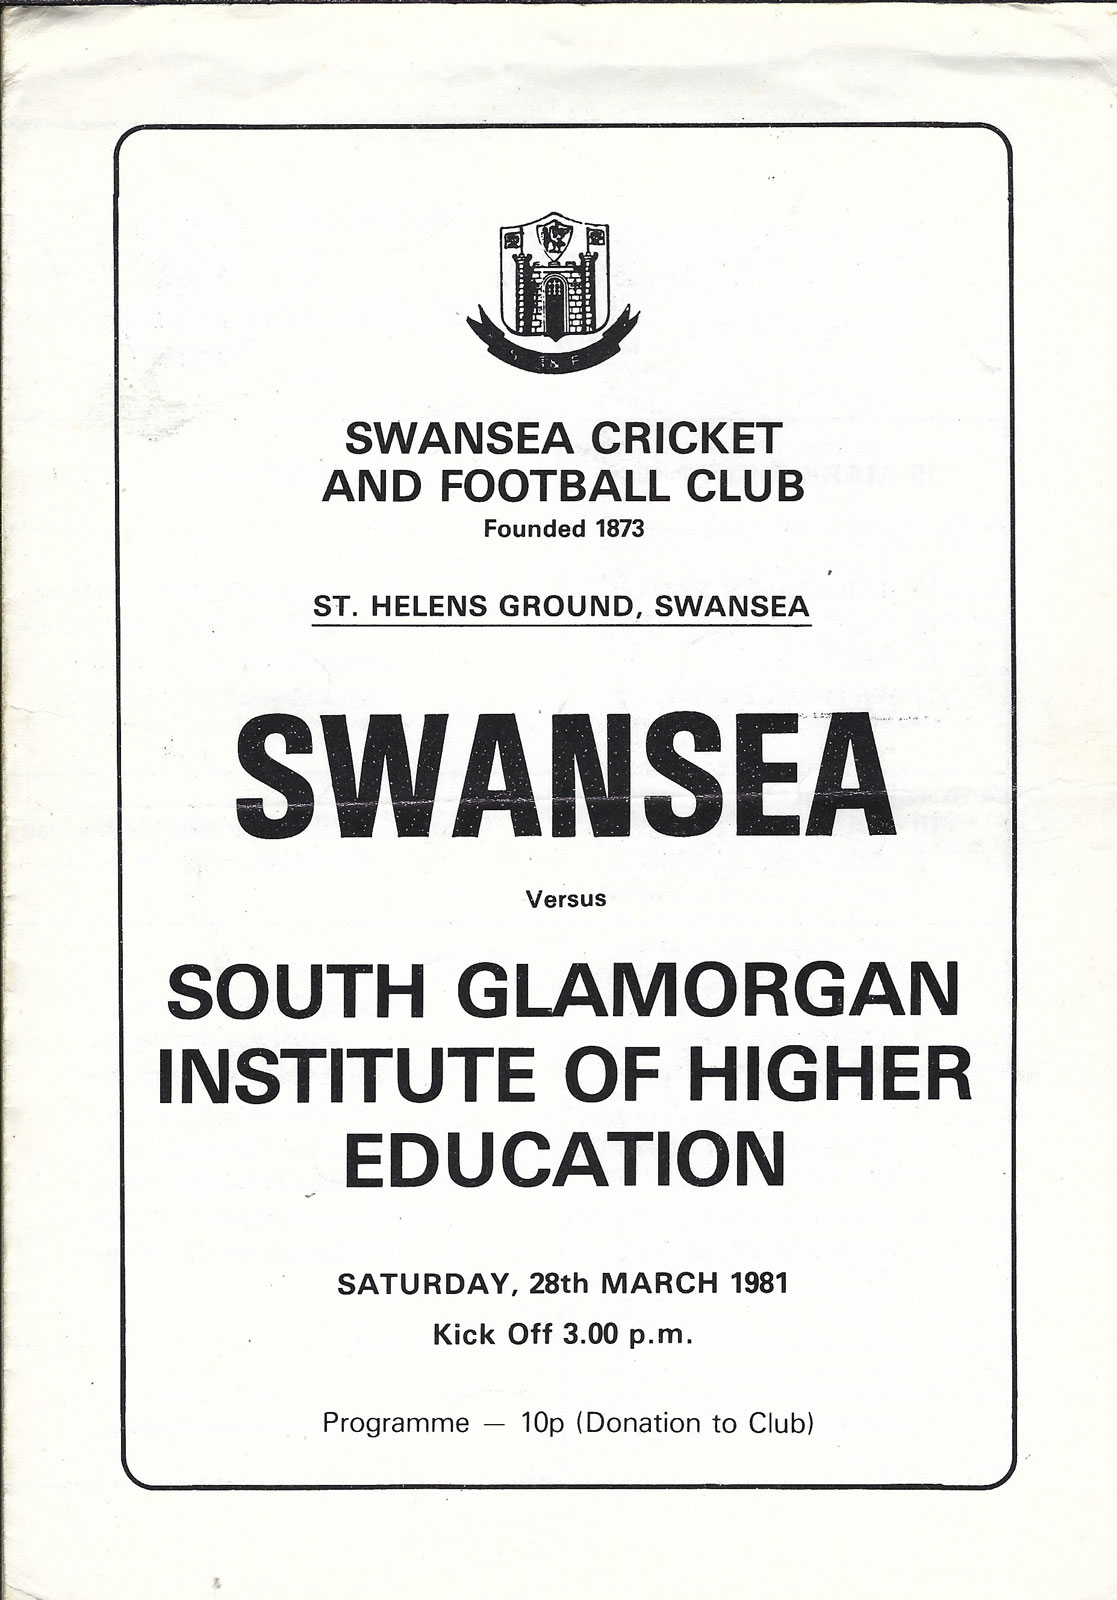 SWANSEA CRICKET
AND FOOTBALL CLUB
Founded 1873
ST. HELENS GROUND, SWANSEA
SWANSEA
Versus
SOUTH GLAMORGAN
INSTITUTE OF HIGHER
EDUCATION
SATURDAY, 28th MARCH 1981
Kick Off 3.00 p.m.
Programme — 10p (Donation to Club)